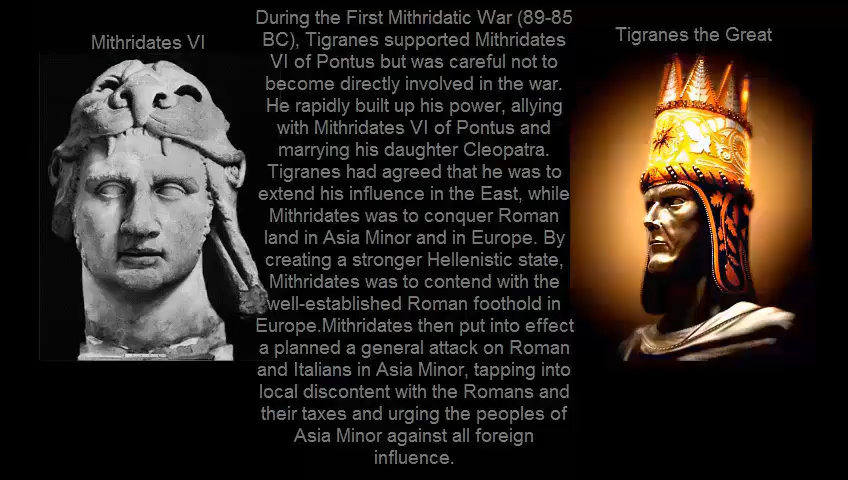 Mithridates VI
During the First Mithridatic War (89-85
BC), Tigranes supported Mithridates
VI of Pontus but was careful not to
become directly involved in the war.
He rapidly built up his power, allying
with Mithridates VI of Pontus and
marrying his daughter Cleopatra.
Tigranes had agreed that he was to
extend his influence in the East, while
Mithridates was to conquer Roman
land in Asia Minor and in Europe. By
creating a stronger Hellenistic state,
Mithridates was to contend with the
well-established Roman foothold in
Europe.Mithridates then put into effect
a planned a general attack on Roman
and Italians in Asia Minor, tapping into
local discontent with the Romans and
their taxes and urging the peoples of
Asia Minor against all foreign
influence.
Tigranes the Great